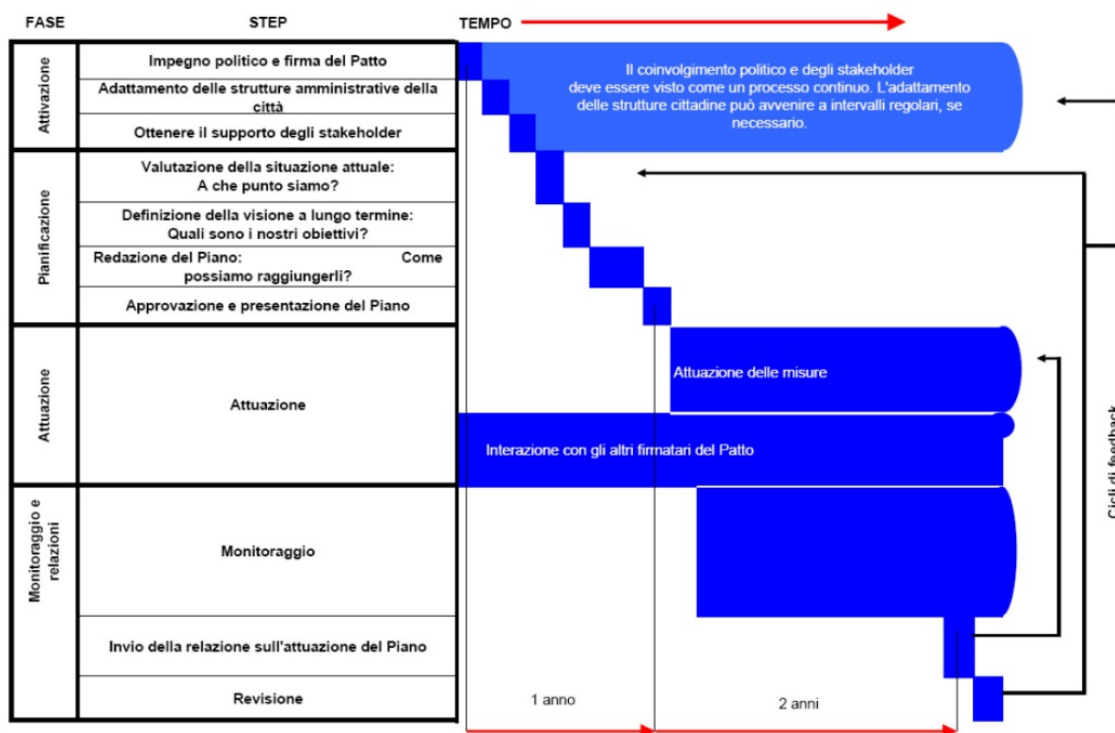 FASE STEP TEMPO
Attivazione
Impegno politico e firma del Patto
Adattamento delle strutture amministrative della
città
Ottenere il supporto degli stakeholder
Il coinvolgimento politico e degli stakeholder
deve essere visto come un processo continuo. L'adattamento
delle strutture cittadine può avvenire a intervalli regolari, se
necessario.
Pianificazione
Valutazione della situazione attuale:
A che punto siamo?
Definizione della visione a lungo termine:
Quali sono i nostri obiettivi?
Redazione del Piano: Come
possiamo raggiungerli?
Approvazione e presentazione del Piano
Attuazione
Attuazione
Attuazione delle misure
Interazione con gli altri firmatari del Patto
Cicli di feedback
Monitoraggio e
relazioni
Monitoraggio
Invio della relazione sull'attuazione del Piano
Revisione
1 anno
2 anni